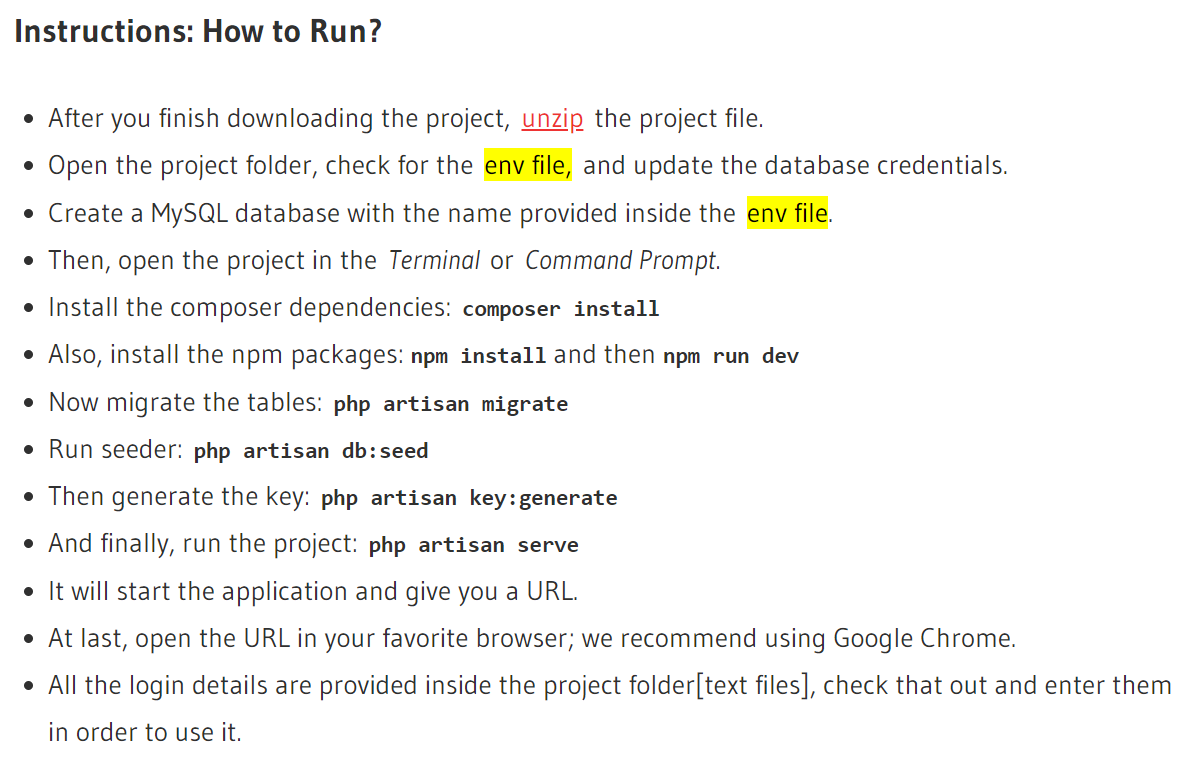 Instructions: How to Run?
• After you finish downloading the project, unzip the project file.
• Open the project folder, check for the env file, and update the database credentials.
• Create a MySQL database with the name provided inside the env file.
• Then, open the project in the Terminal or Command Prompt.
• Install the composer dependencies: composer install
• Also, install the npm packages: npm install and then npm run dev
• Now migrate the tables: php artisan migrate
• Run seeder: php artisan db:seed
• Then generate the key: php artisan key:generate
• And finally, run the project: php artisan serve
• It will start the application and give you a URL.
• At last, open the URL in your favorite browser; we recommend using Google Chrome.
• All the login details are provided inside the project folder[text files], check that out and enter them
in order to use it.